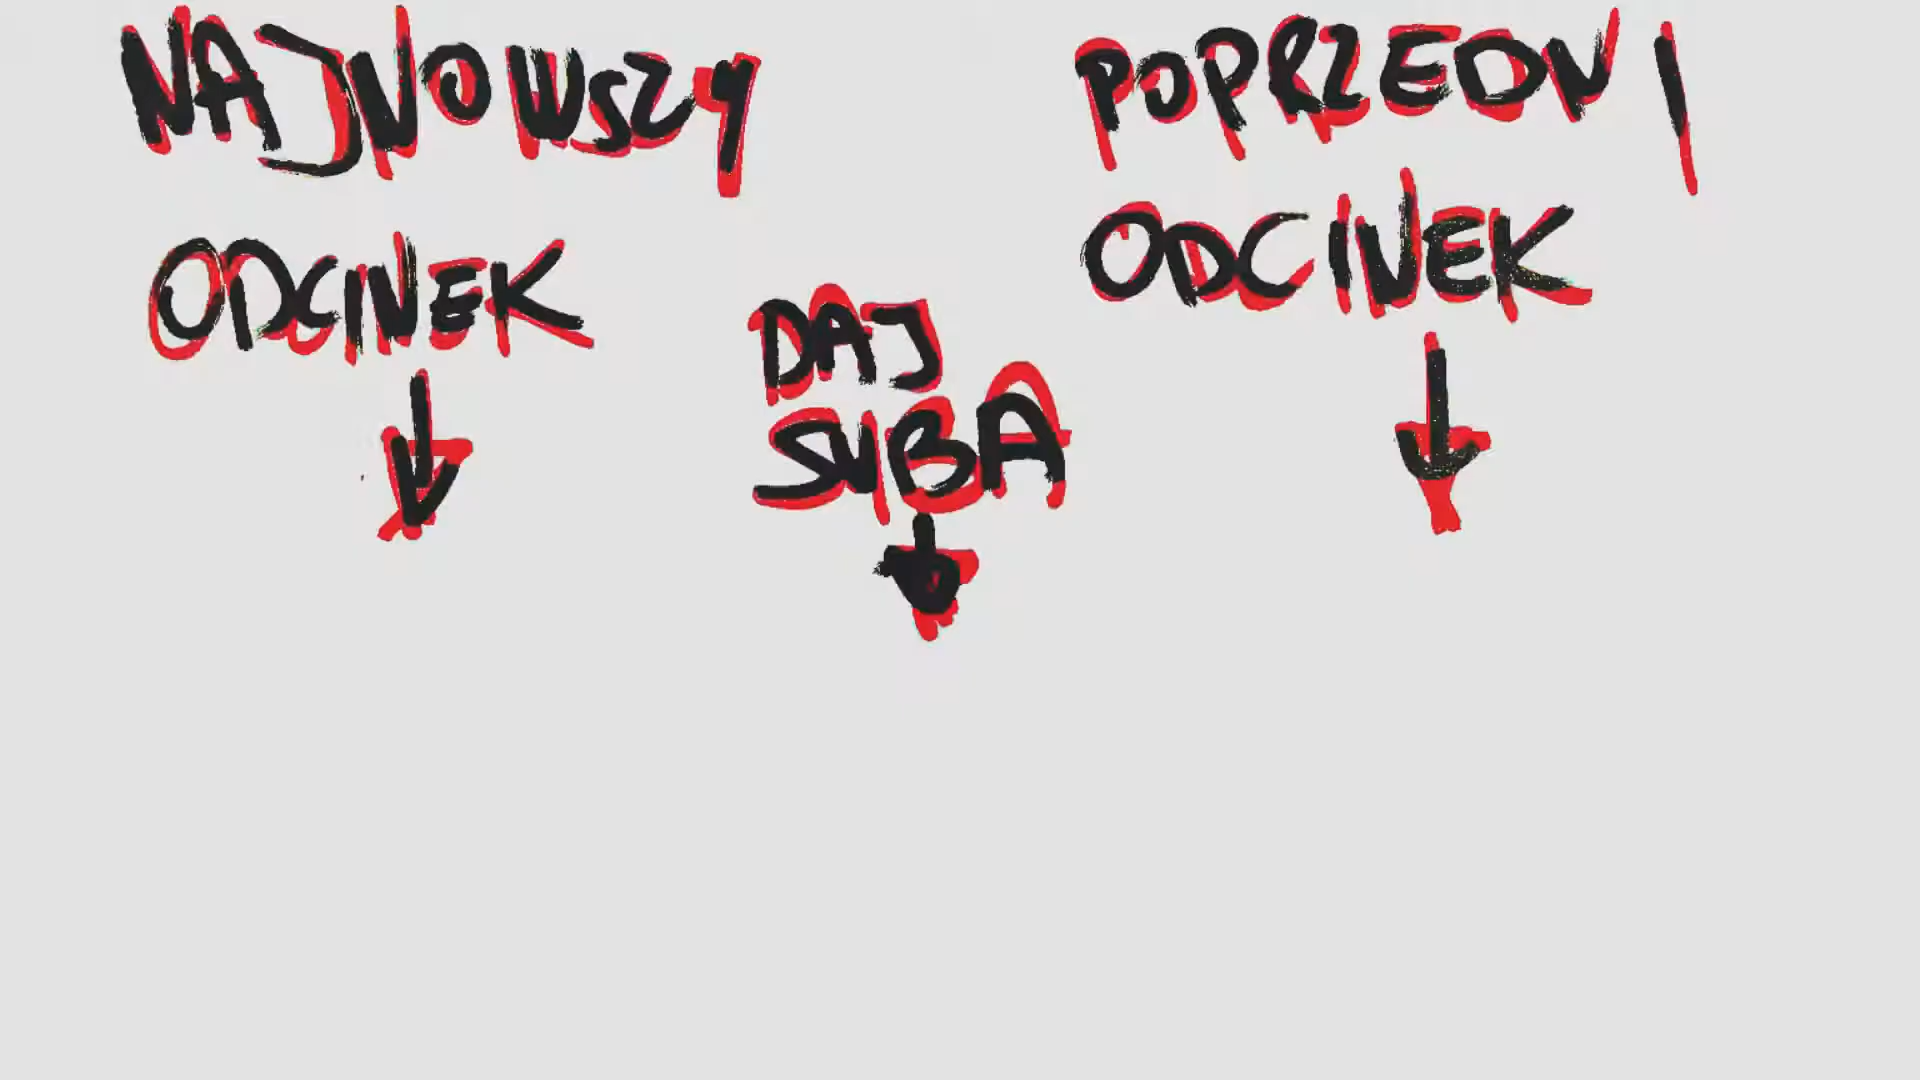 NAJNOWSZY
ODCINEK
DAJ
SUBA
POPRZEDNI
ODCINEK